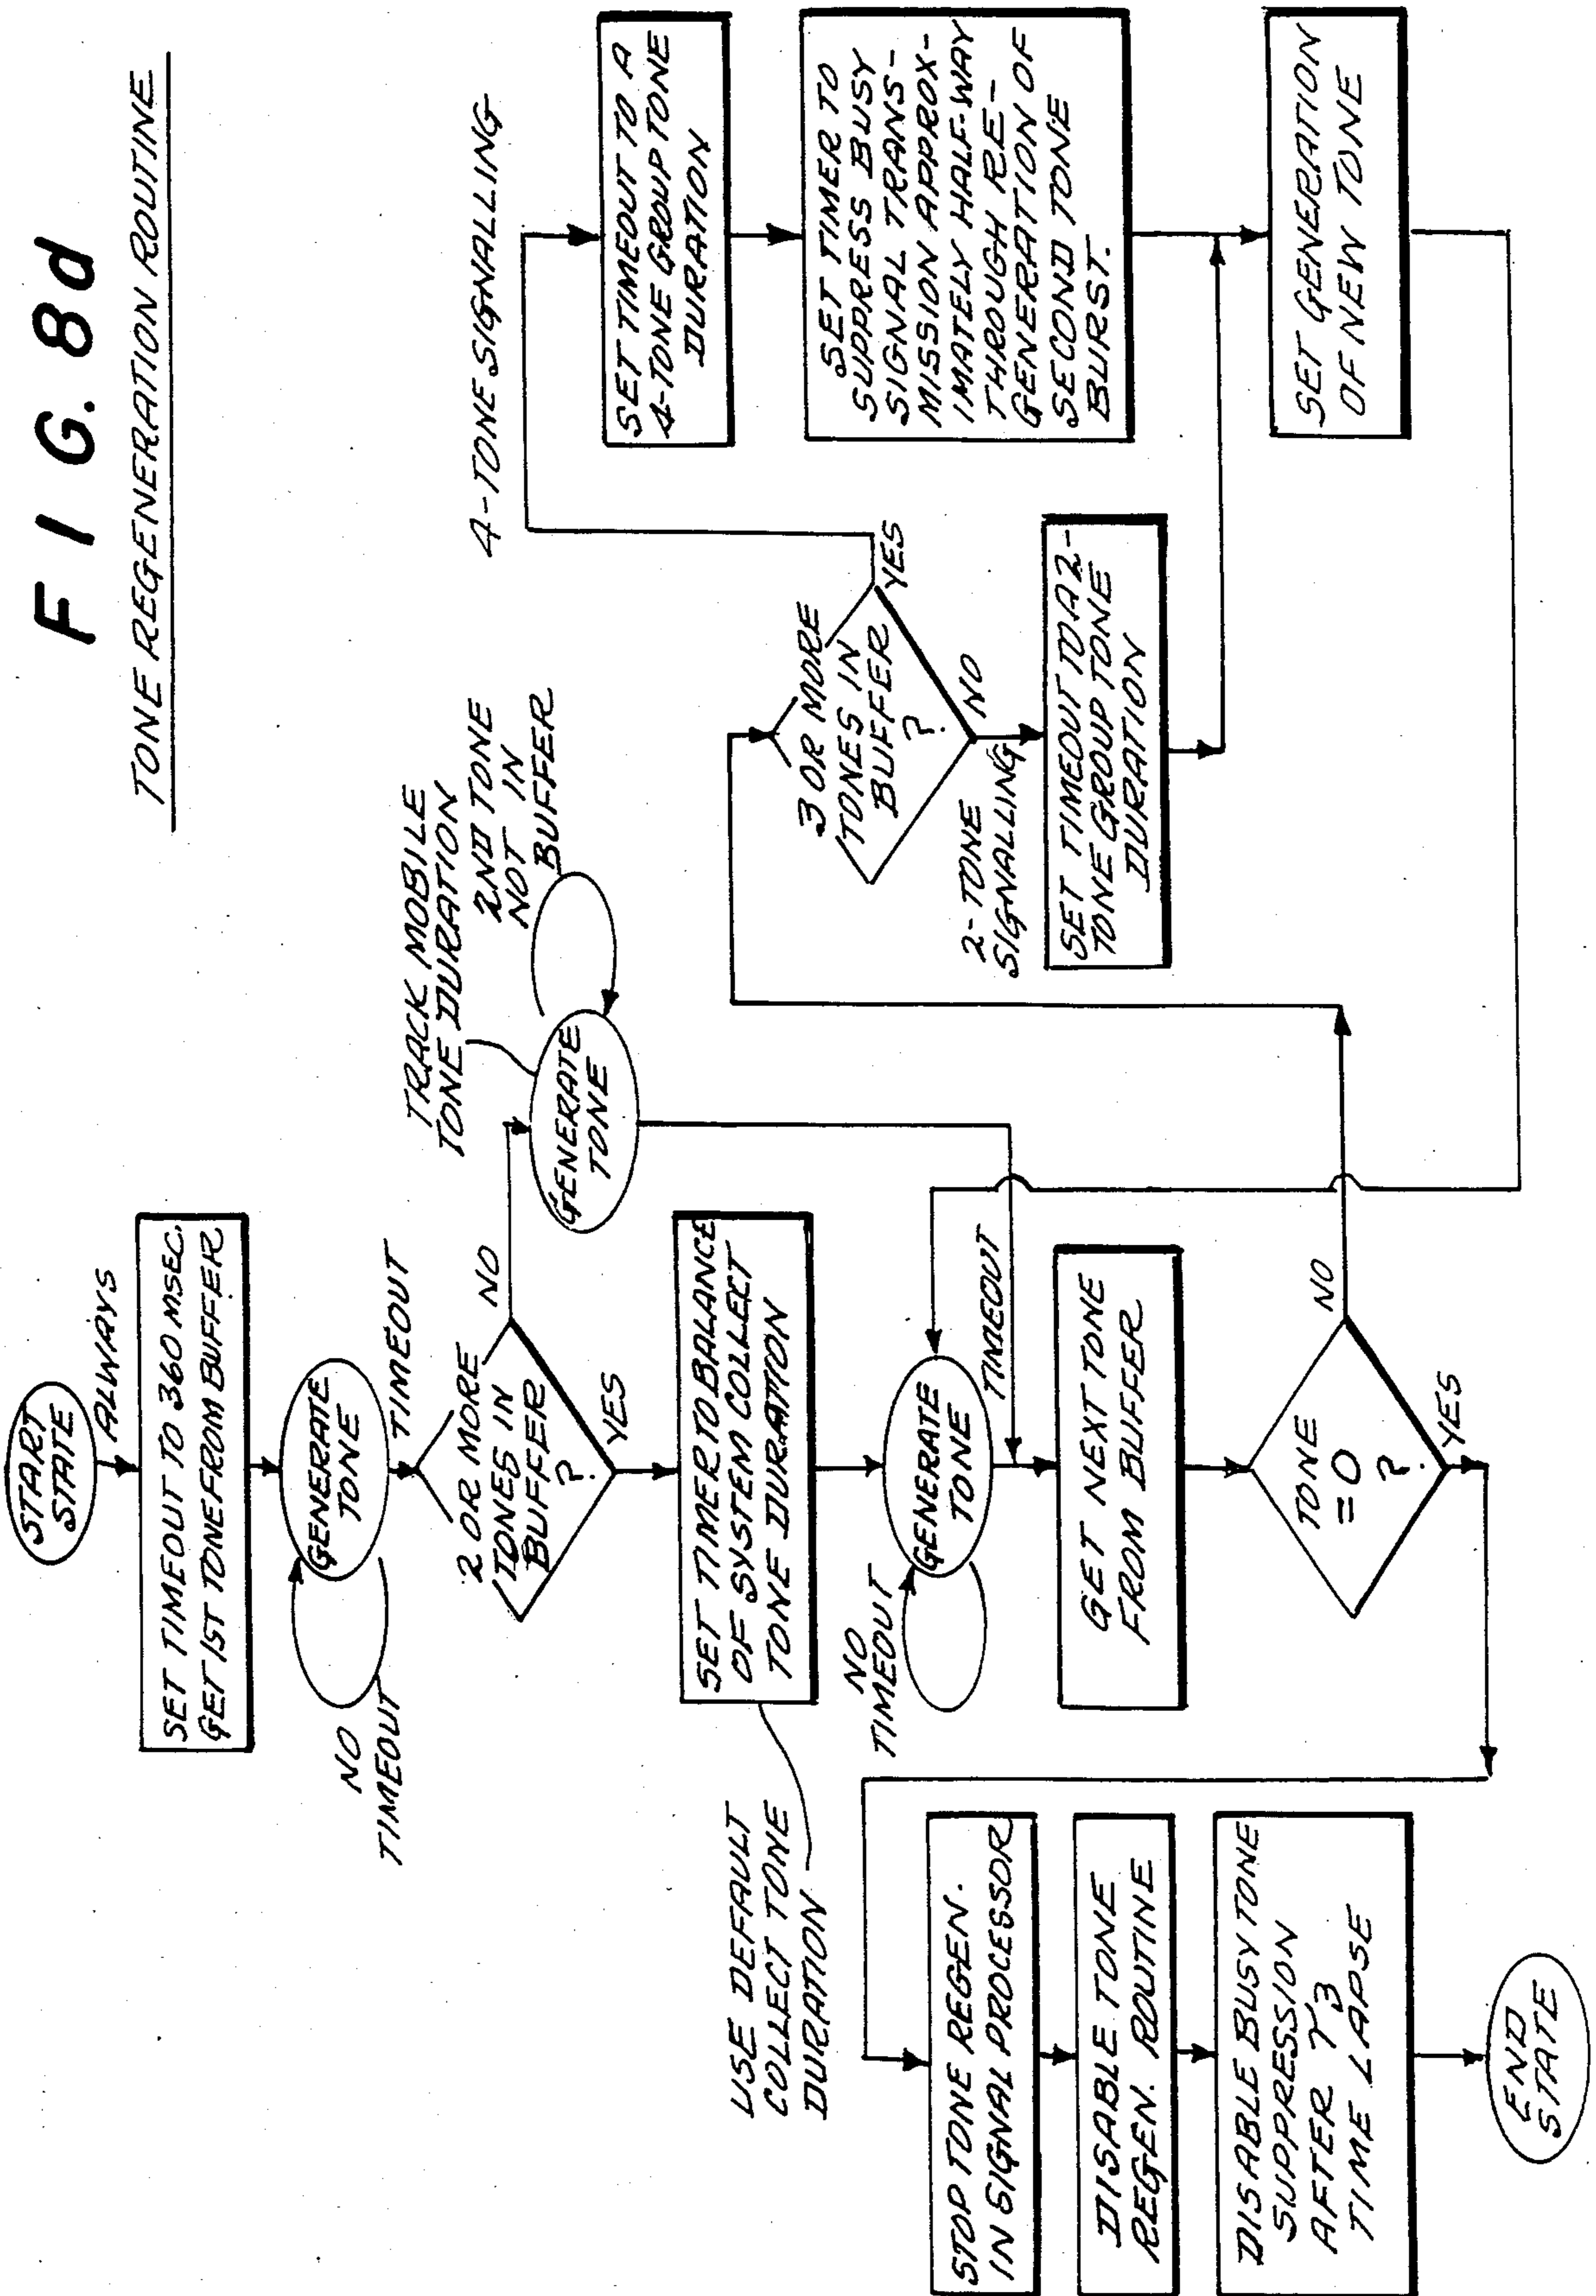 FIG. 8d
TONE REGENERATION ROUTINE
START
STATE
ALWAYS
SET TIMEOUT TO 360 MSEC.
GET 1ST TONE FROM BUFFER
GENERATE
TONE
NO
TIMEOUT
TIMEOUT
2 OR MORE
TONES IN
BUFFER
?
NO
YES
TRACK MOBILE
TONE DURATION
GENERATE
TONE
2ND TONE
NOT IN
BUFFER
USE DEFAULT
COLLECT TONE
DURATION
SET TIMER TO BALANCE
OF SYSTEM COLLECT
TONE DURATION
GENERATE
TONE
NO
TIMEOUT
TIMEOUT
GET NEXT TONE
FROM BUFFER
TONE
=0
?
NO
YES
3 OR MORE
TONES IN
BUFFER
?
YES
NO
4-TONE SIGNALLING
SET TIMEOUT TO A
4-TONE GROUP TONE
DURATION
SET TIMER TO
SUPPRESS BUSY
SIGNAL TRANS-
MISSION APPROX-
IMATELY HALF-WAY
THROUGH RE-
GENERATION OF
SECOND TONE
BURST.
2-TONE
SIGNALLING
SET TIMEOUT TO A 2-
TONE GROUP TONE
DURATION
SET GENERATION
OF NEW TONE
STOP TONE REGEN.
IN SIGNAL PROCESSOR
DISABLE TONE
REGEN. ROUTINE
DISABLE BUSY TONE
SUPPRESSION
AFTER T3
TIME LAPSE
END
STATE